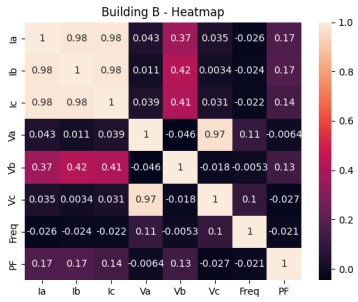 Building B - Heatmap
Ia 1 0.98 0.98 0.043 0.37 0.035 -0.026 0.17
Ib 0.98 1 0.98 0.011 0.42 0.0034 -0.024 0.17
Ic 0.98 0.98 1 0.039 0.41 0.031 -0.022 0.14
Va 0.043 0.011 0.039 1 -0.046 0.97 0.11 -0.0064
Vb 0.37 0.42 0.41 -0.046 1 -0.018 -0.0053 0.13
Vc 0.035 0.0034 0.031 0.97 -0.018 1 0.1 -0.027
Freq -0.026 -0.024 -0.022 0.11 -0.0053 0.1 1 -0.021
PF 0.17 0.17 0.14 -0.0064 0.13 -0.027 -0.021 1
Ia Ib Ic Va Vb Vc Freq PF
1.0
0.8
0.6
0.4
0.2
0.0